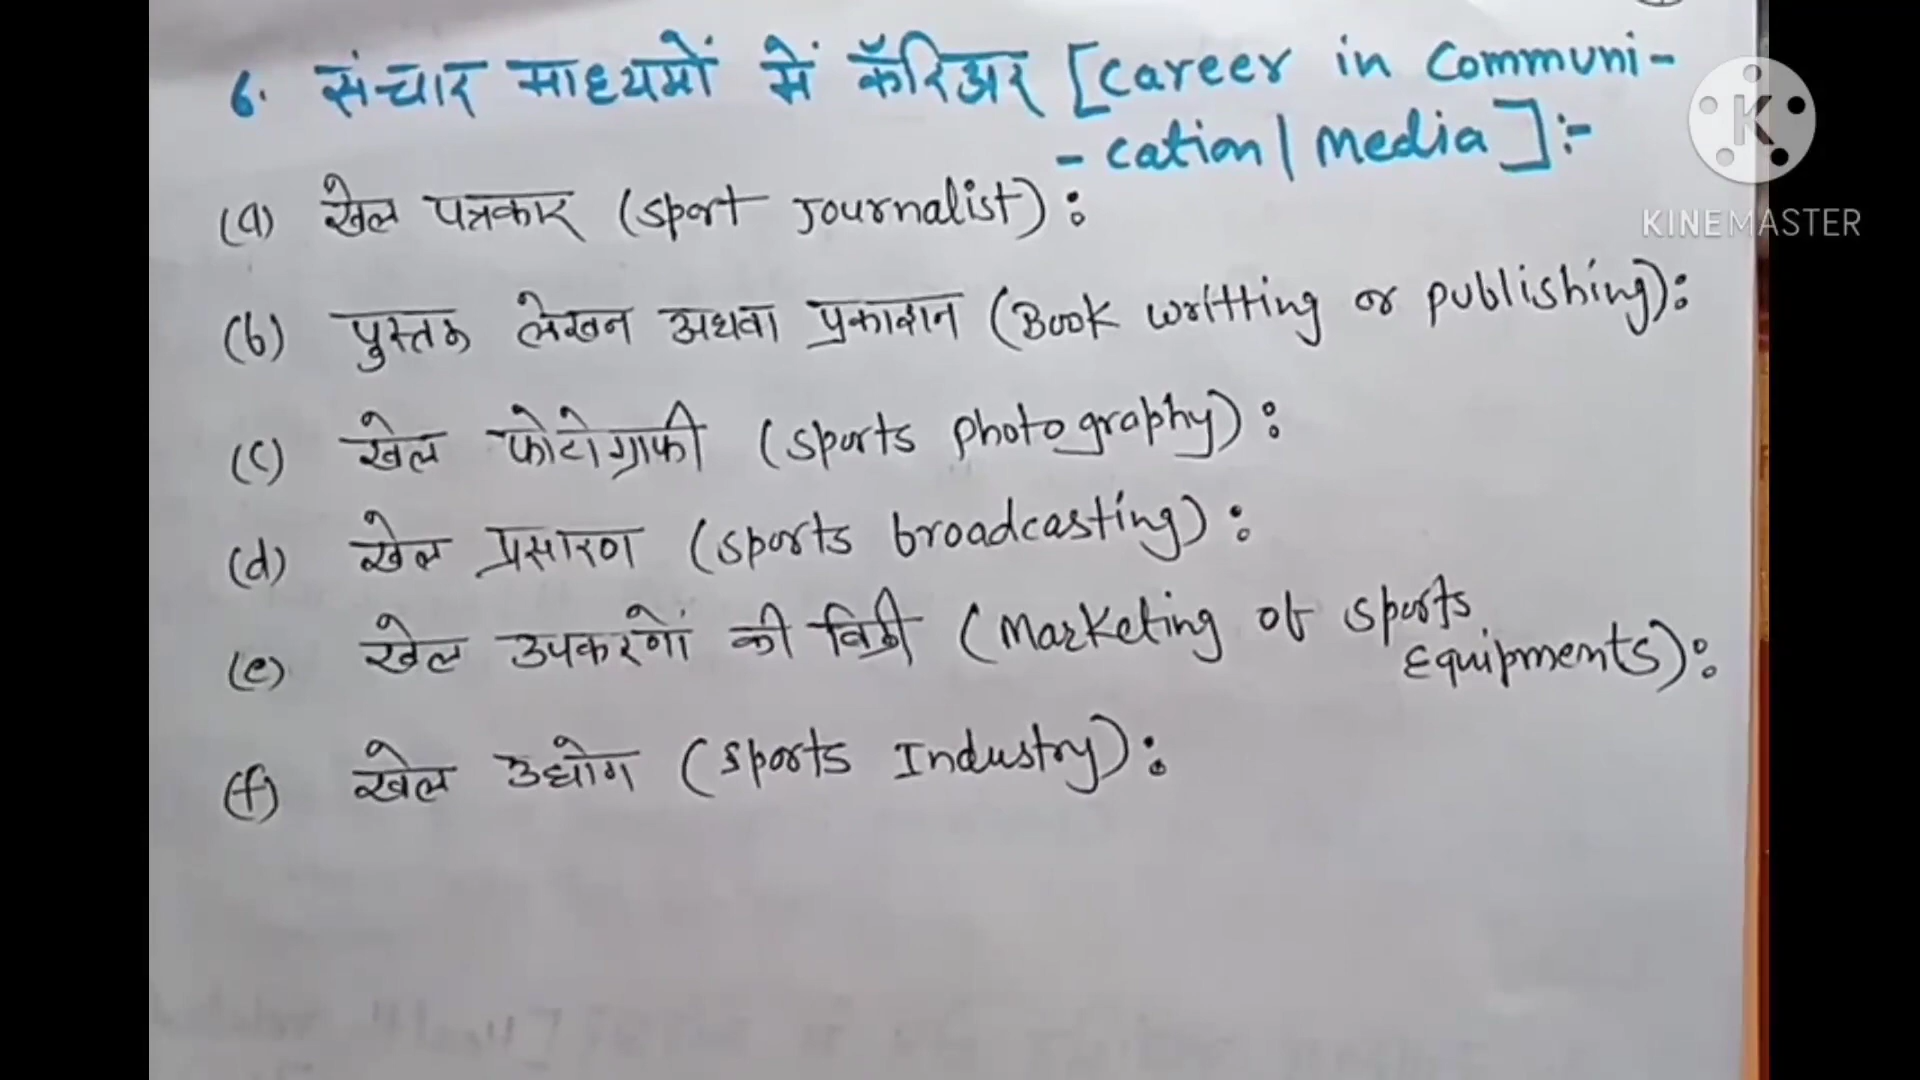 6. संचार माध्यमों में कॅरिअर [Career in Communi-
- cation | Media ] :-
(a) खेल पत्रकार (Sport Journalist) :
(b) पुस्तक लेखन अथवा प्रकाशन (Book writting or publishing) :
(c) खेल फोटोग्राफी (Sports photography) :
(d) खेल प्रसारण (Sports broadcasting) :
(e) खेल उपकरणों की बिक्री (Marketing of Sports
Equipments) :
(f) खेल उद्योग (Sports Industry) :
K
KINEMASTER